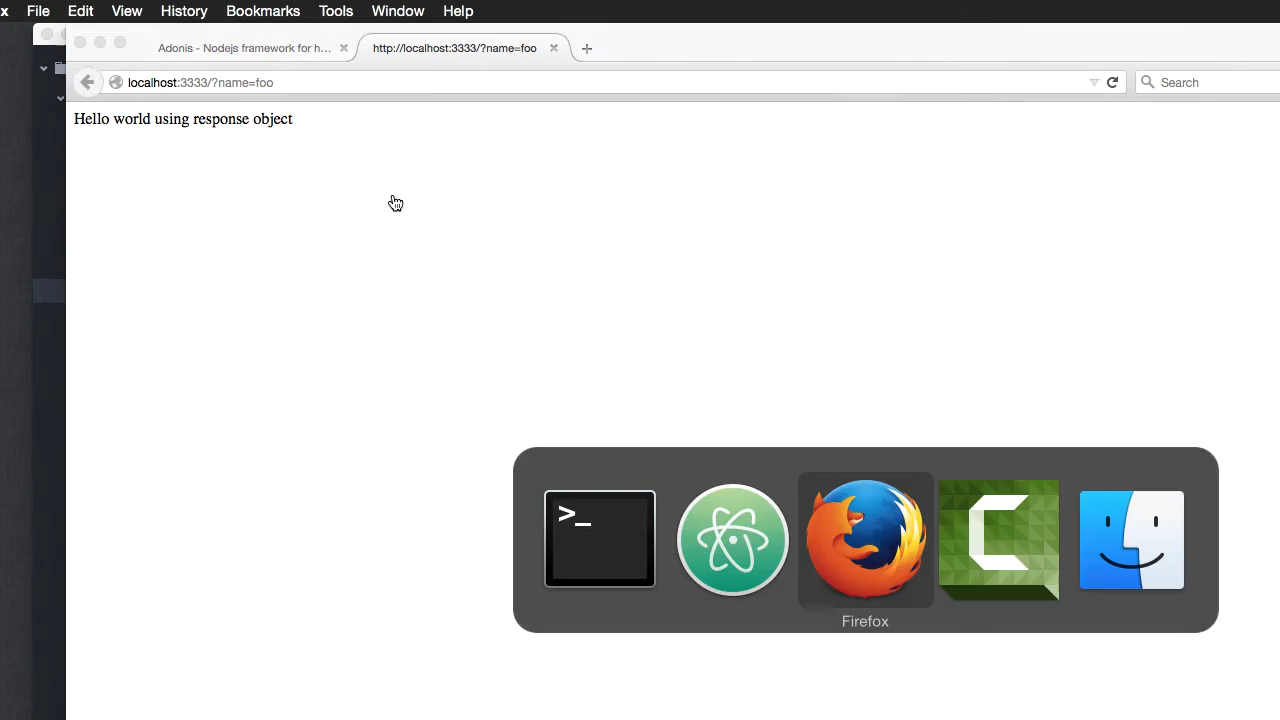 x File Edit View History Bookmarks Tools Window Help
Adonis - Nodejs framework for h... http://localhost:3333/?name=foo
localhost:3333/?name=foo Search
Hello world using response object
>_
Firefox